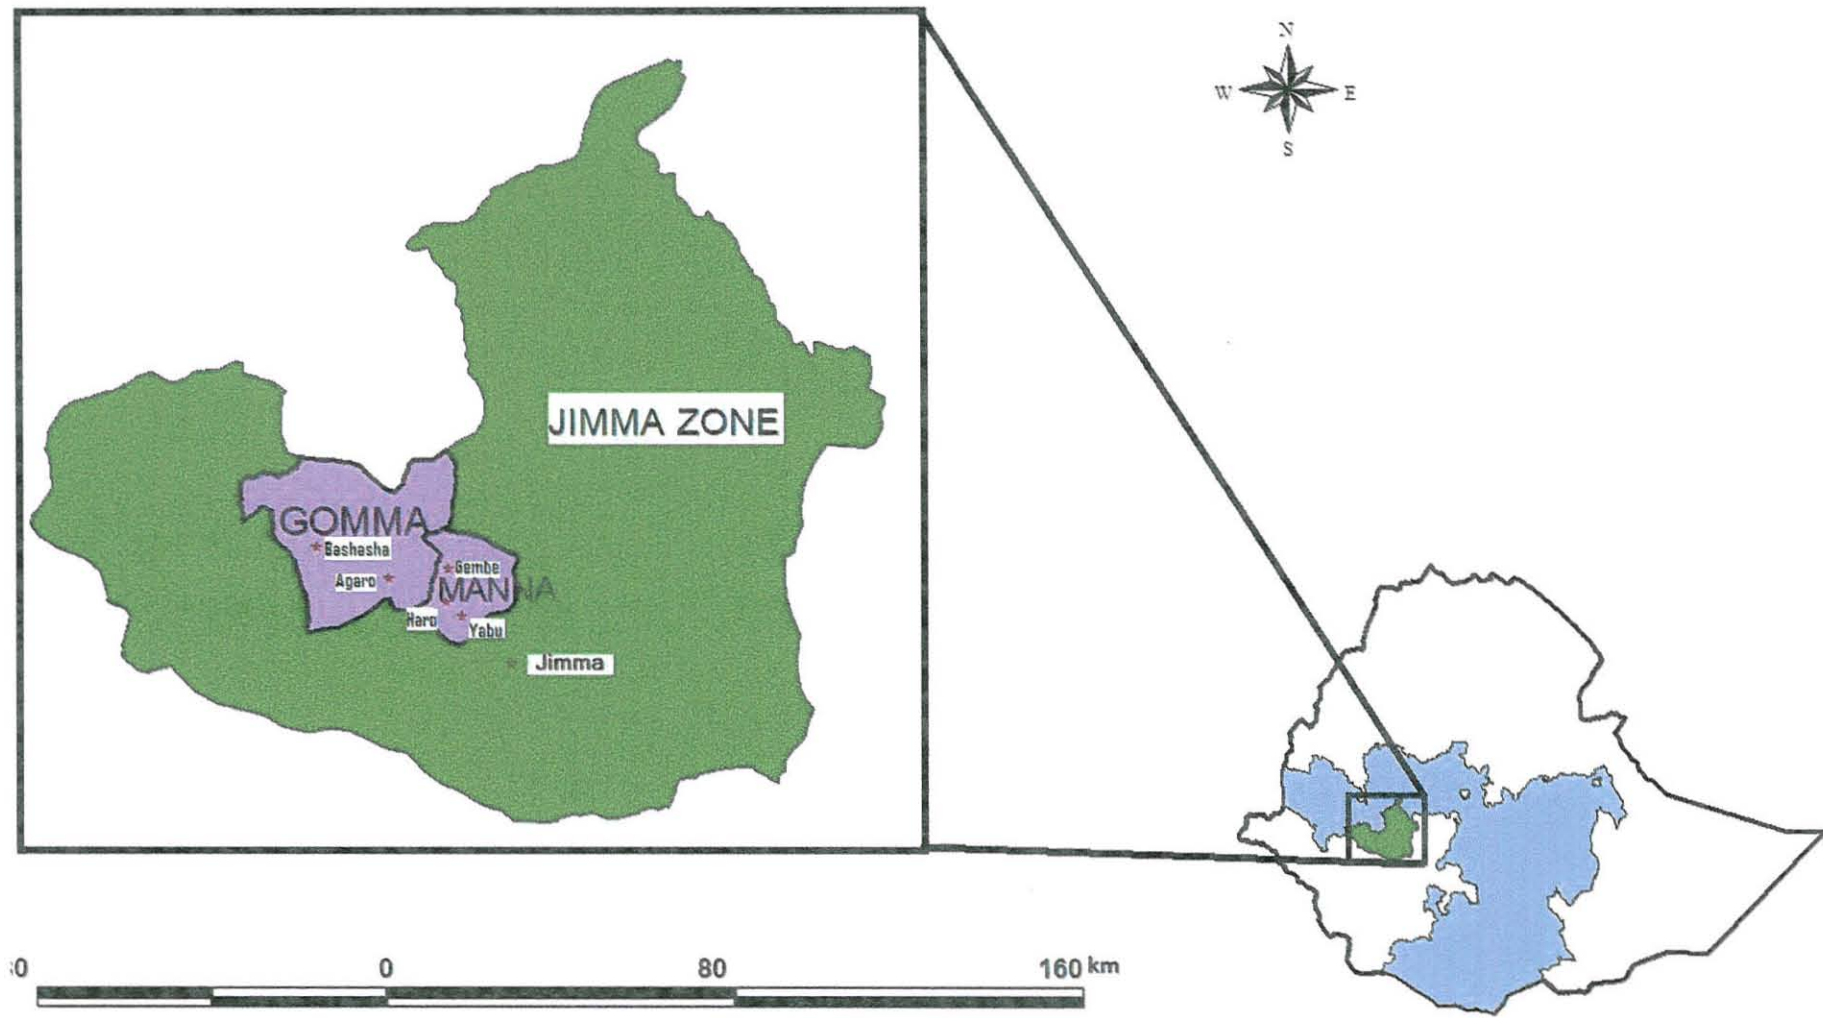 N
W E
S
JIMMA ZONE
GOMMA
Bashasha
Gembe
Agaro
MANNA
Haro
Yabu
Jimma
0 80 160 km